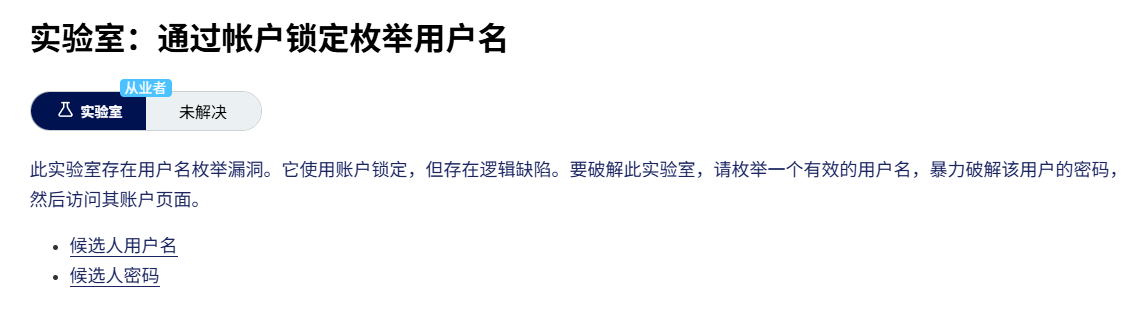 实验室：通过帐户锁定枚举用户名
从业者
实验室
未解决
此实验室存在用户名枚举漏洞。它使用账户锁定，但存在逻辑缺陷。要破解此实验室，请枚举一个有效的用户名，暴力破解该用户的密码，
然后访问其账户页面。
候选人用户名
候选人密码